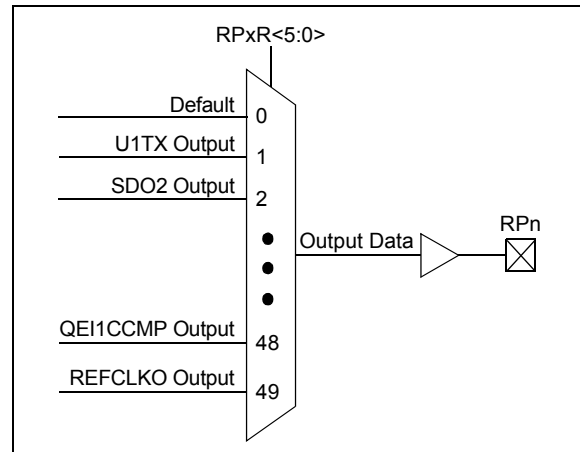 RPxR<5:0>
Default
0
U1TX Output
1
SDO2 Output
2
Output Data
RPn
QEI1CCMP Output
48
REFCLKO Output
49